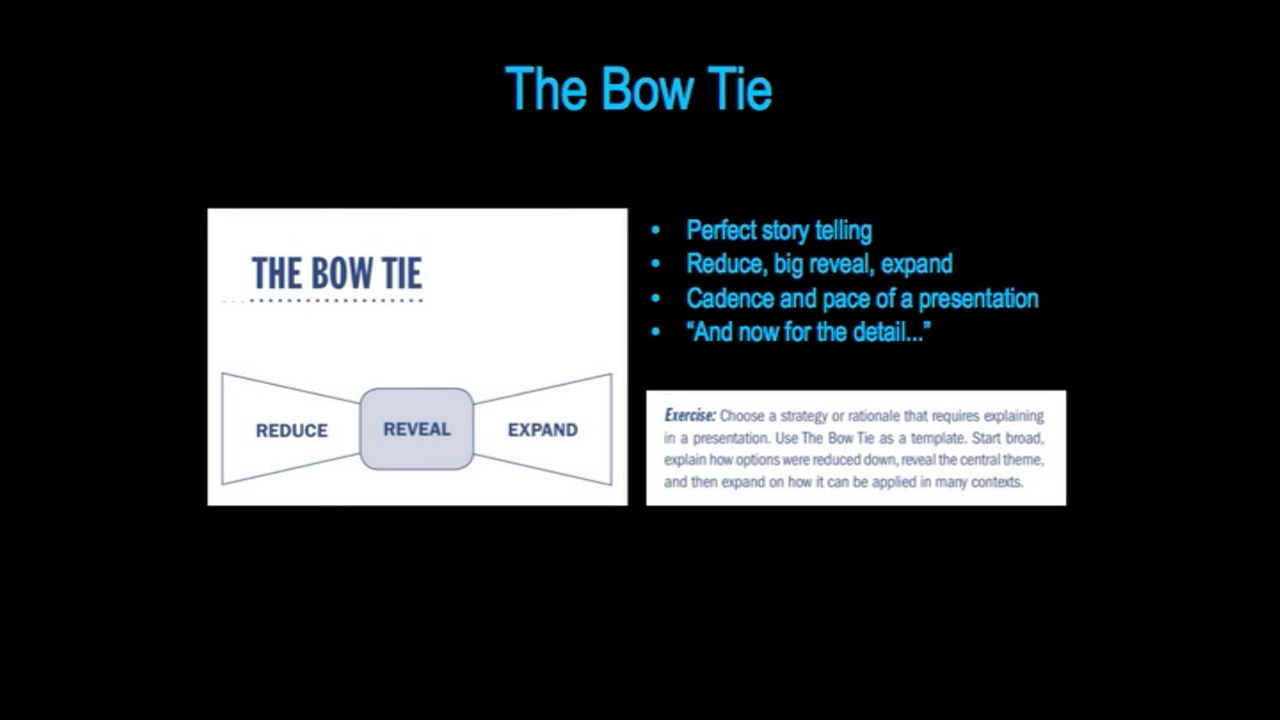 The Bow Tie
THE BOW TIE
REDUCE
REVEAL
EXPAND
• Perfect story telling
• Reduce, big reveal, expand
• Cadence and pace of a presentation
• “And now for the detail...”
Exercise: Choose a strategy or rationale that requires explaining
in a presentation. Use The Bow Tie as a template. Start broad,
explain how options were reduced down, reveal the central theme,
and then expand on how it can be applied in many contexts.